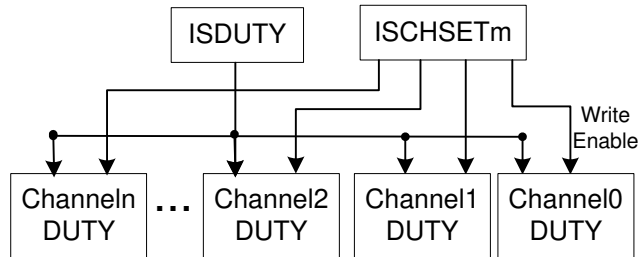 ISDUTY
ISCHSETm
Write
Enable
Channeln
DUTY
...
Channel2
DUTY
Channel1
DUTY
Channel0
DUTY